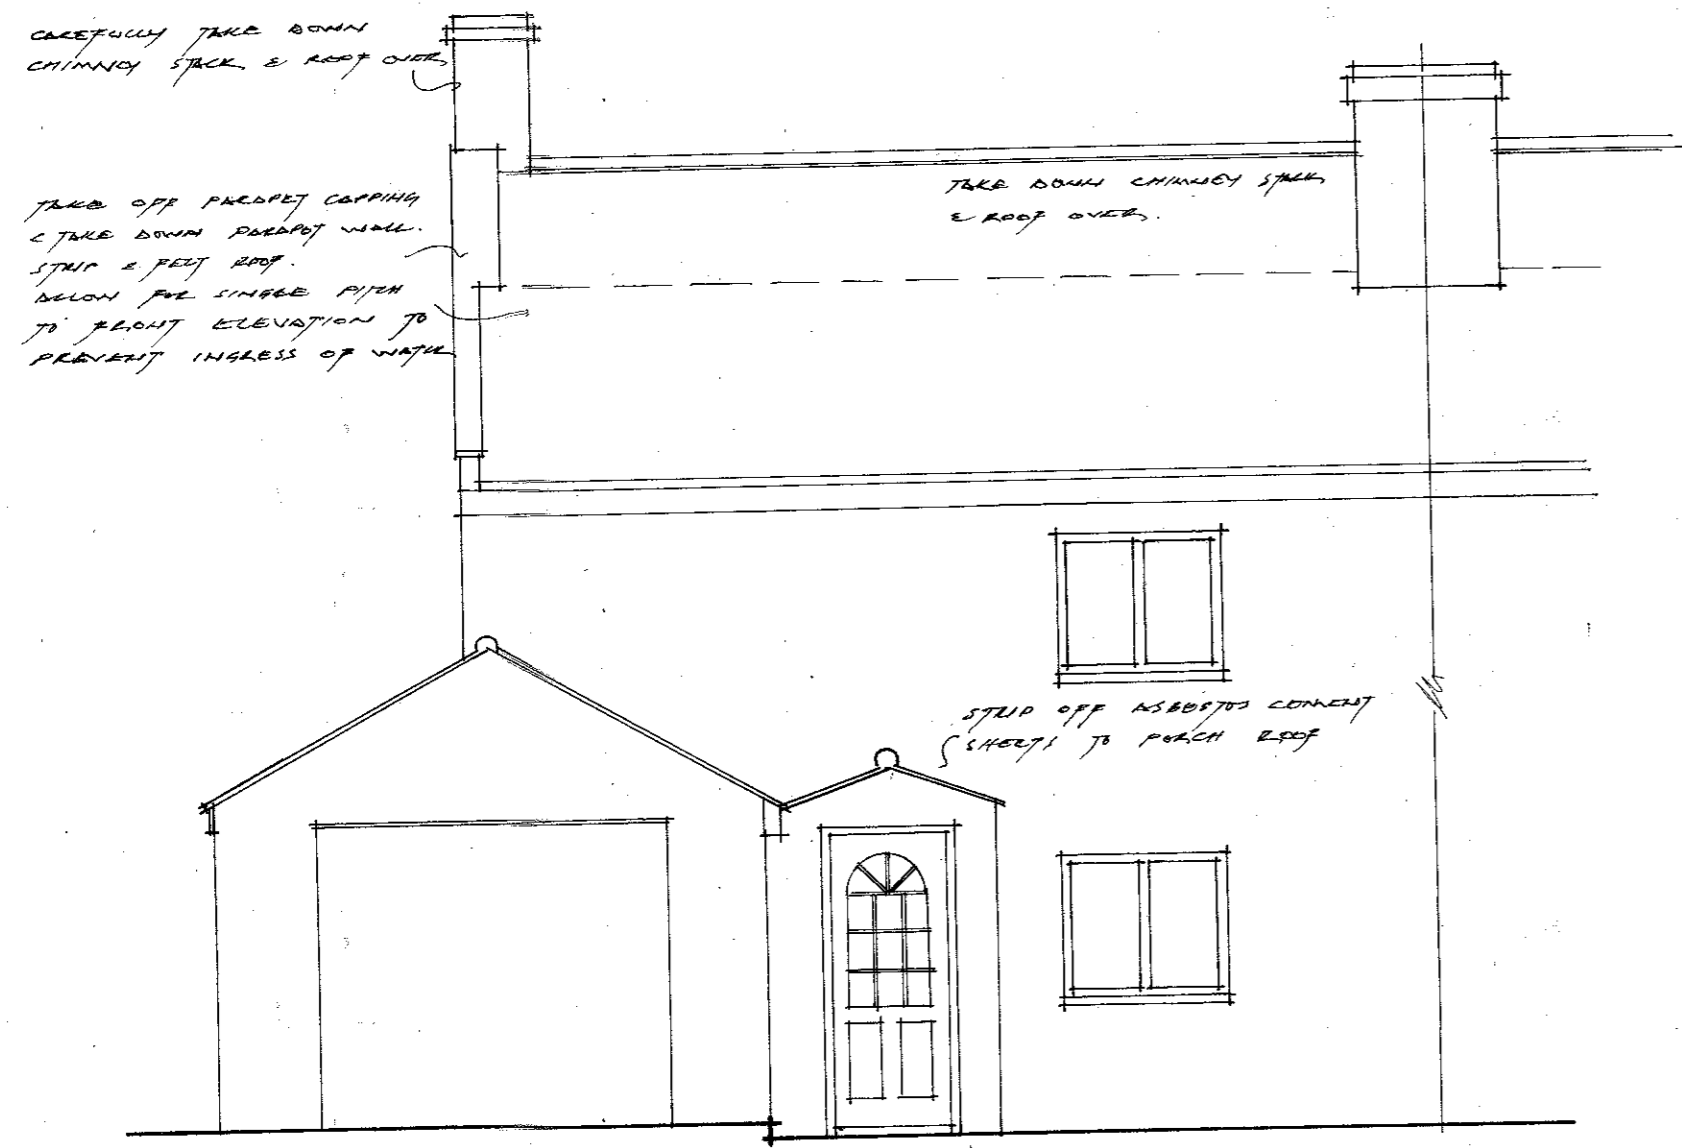 CAREFULLY TAKE DOWN
CHIMNEY STACK & ROOF OVER
TAKE OFF PARAPET CAPPING
& TAKE DOWN PARAPET WALL.
STRIP & FELT ROOF.
ALLOW FOR SINGLE PITCH
TO FRONT ELEVATION TO
PREVENT INGRESS OF WATER
TAKE DOWN CHIMNEY STACK
& ROOF OVER.
STRIP OFF ASBESTOS CEMENT
SHEETS TO PORCH ROOF